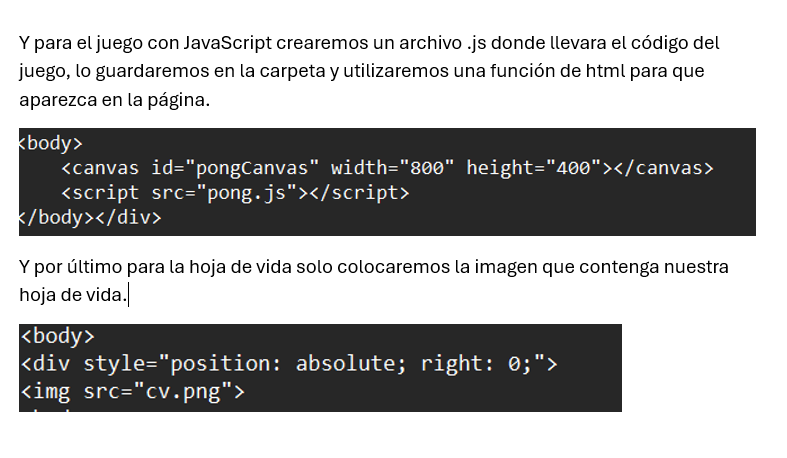 Y para el juego con JavaScript crearemos un archivo .js donde llevara el código del
juego, lo guardaremos en la carpeta y utilizaremos una función de html para que
aparezca en la página.
<body>
    <canvas id="pongCanvas" width="800" height="400"></canvas>
    <script src="pong.js"></script>
</body></div>
Y por último para la hoja de vida solo colocaremos la imagen que contenga nuestra
hoja de vida.
<body>
<div style="position: absolute; right: 0;">
<img src="cv.png">